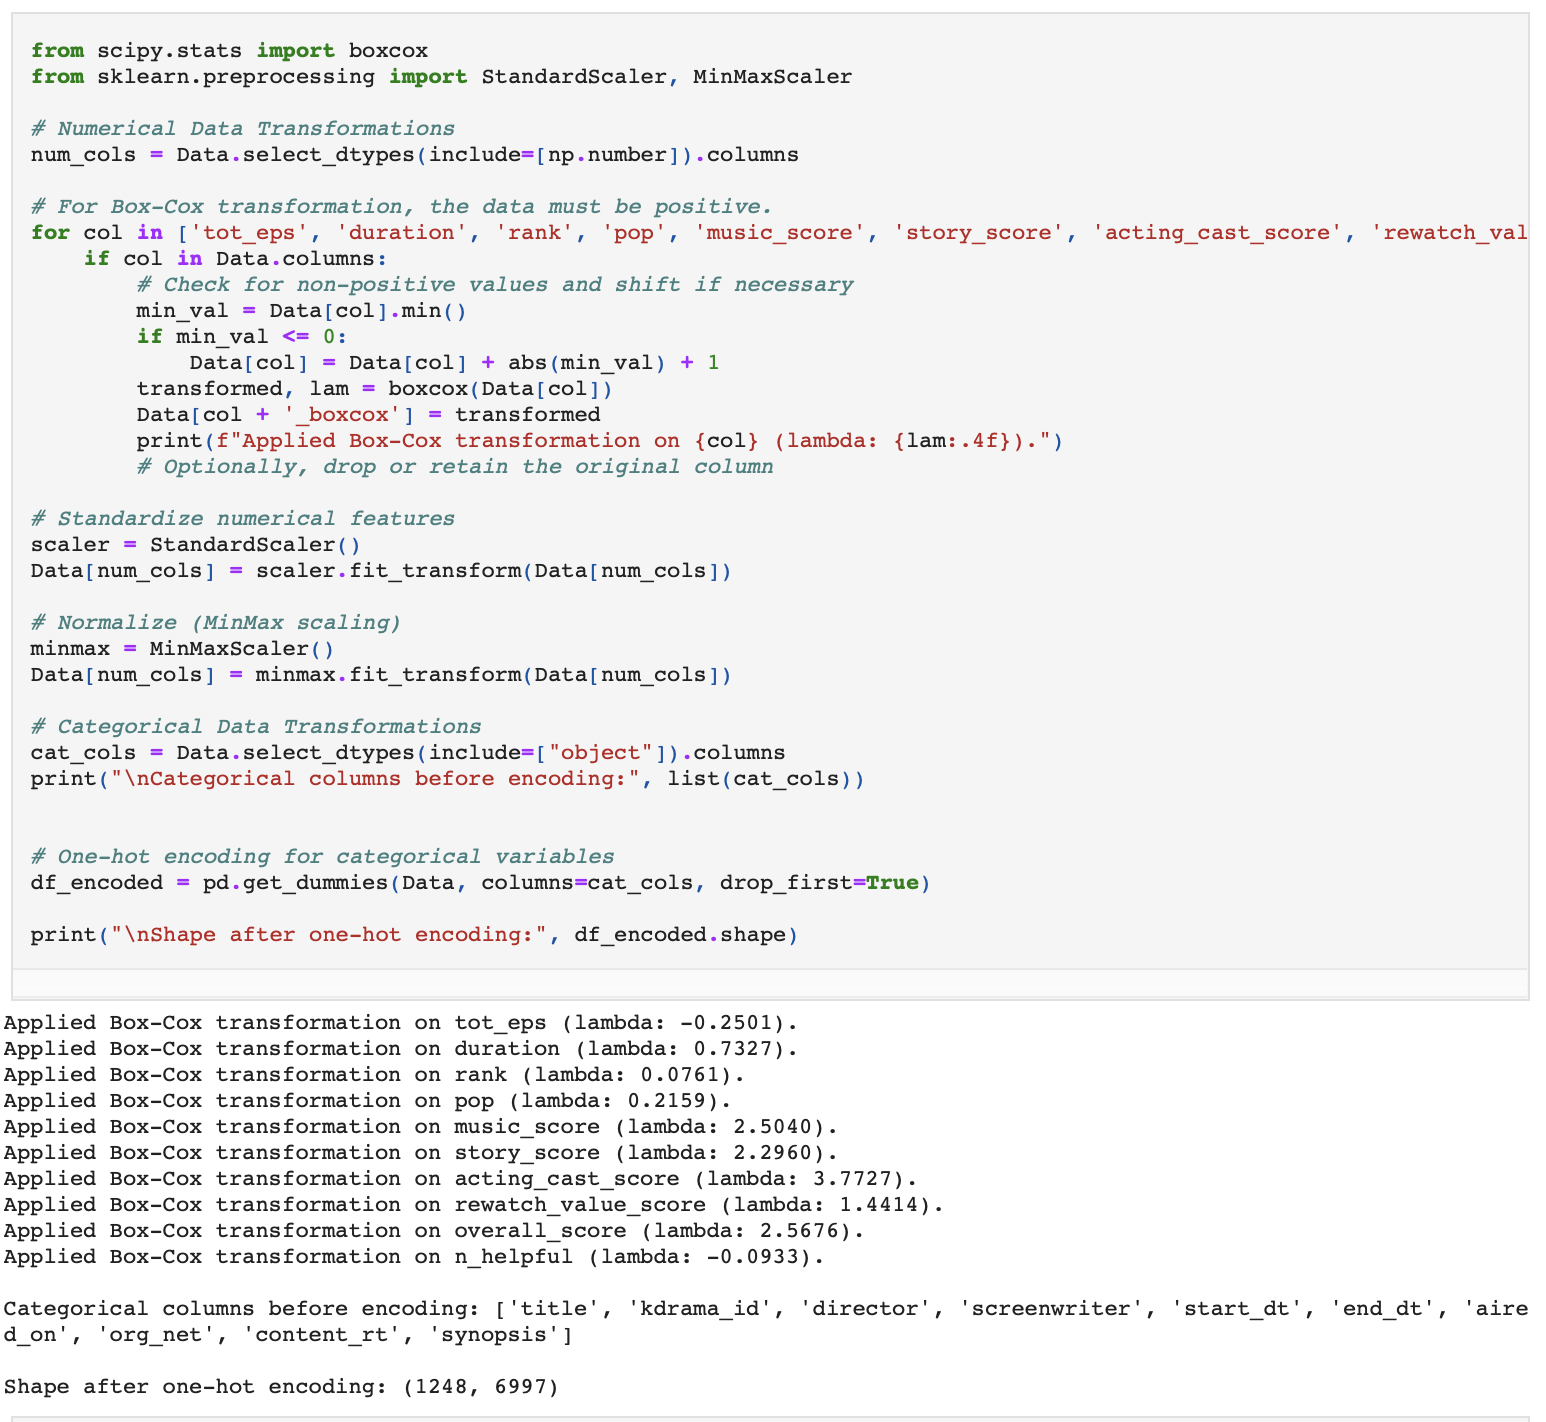 from scipy.stats import boxcox
from sklearn.preprocessing import StandardScaler, MinMaxScaler
# Numerical Data Transformations
num_cols = Data.select_dtypes(include=[np.number]).columns
# For Box-Cox transformation, the data must be positive.
for col in ['tot_eps', 'duration', 'rank', 'pop', 'music_score', 'story_score', 'acting_cast_score', 'rewatch_val
    if col in Data.columns:
        # Check for non-positive values and shift if necessary
        min_val = Data[col].min()
        if min_val <= 0:
            Data[col] = Data[col] + abs(min_val) + 1
        transformed, lam = boxcox(Data[col])
        Data[col + '_boxcox'] = transformed
        print(f"Applied Box-Cox transformation on {col} (lambda: {lam:.4f}).")
        # Optionally, drop or retain the original column
# Standardize numerical features
scaler = StandardScaler()
Data[num_cols] = scaler.fit_transform(Data[num_cols])
# Normalize (MinMax scaling)
minmax = MinMaxScaler()
Data[num_cols] = minmax.fit_transform(Data[num_cols])
# Categorical Data Transformations
cat_cols = Data.select_dtypes(include=["object"]).columns
print("\nCategorical columns before encoding:", list(cat_cols))
# One-hot encoding for categorical variables
df_encoded = pd.get_dummies(Data, columns=cat_cols, drop_first=True)
print("\nShape after one-hot encoding:", df_encoded.shape)
Applied Box-Cox transformation on tot_eps (lambda: -0.2501).
Applied Box-Cox transformation on duration (lambda: 0.7327).
Applied Box-Cox transformation on rank (lambda: 0.0761).
Applied Box-Cox transformation on pop (lambda: 0.2159).
Applied Box-Cox transformation on music_score (lambda: 2.5040).
Applied Box-Cox transformation on story_score (lambda: 2.2960).
Applied Box-Cox transformation on acting_cast_score (lambda: 3.7727).
Applied Box-Cox transformation on rewatch_value_score (lambda: 1.4414).
Applied Box-Cox transformation on overall_score (lambda: 2.5676).
Applied Box-Cox transformation on n_helpful (lambda: -0.0933).
Categorical columns before encoding: ['title', 'kdrama_id', 'director', 'screenwriter', 'start_dt', 'end_dt', 'aire
d_on', 'org_net', 'content_rt', 'synopsis']
Shape after one-hot encoding: (1248, 6997)